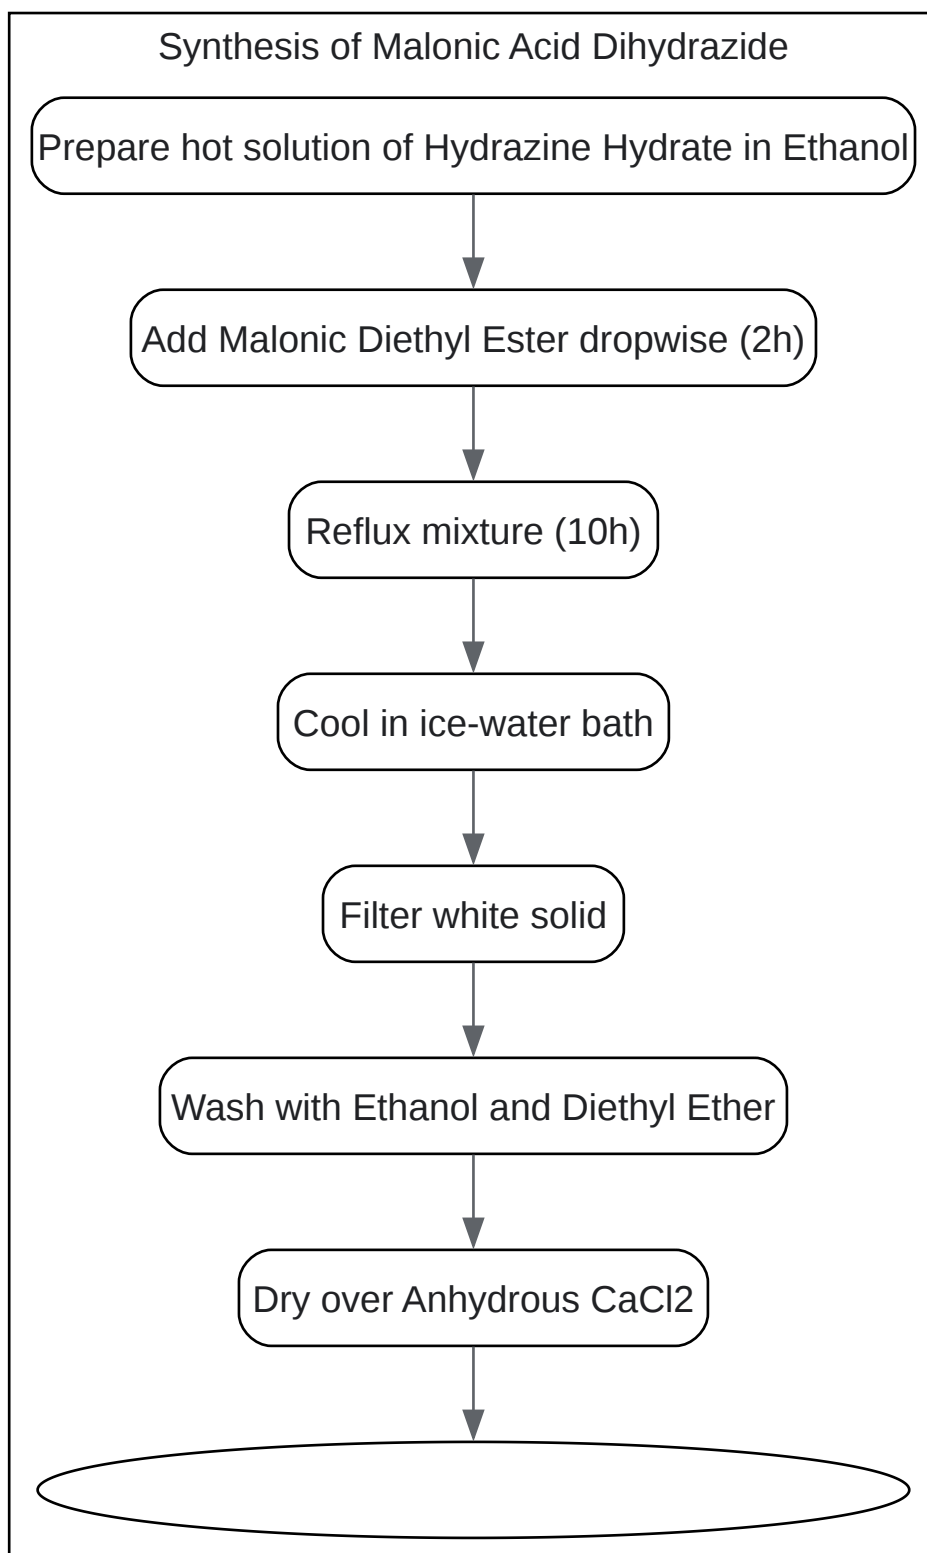 Synthesis of Malonic Acid Dihydrazide
Prepare hot solution of Hydrazine Hydrate in Ethanol
Add Malonic Diethyl Ester dropwise (2h)
Reflux mixture (10h)
Cool in ice-water bath
Filter white solid
Wash with Ethanol and Diethyl Ether
Dry over Anhydrous CaCl2